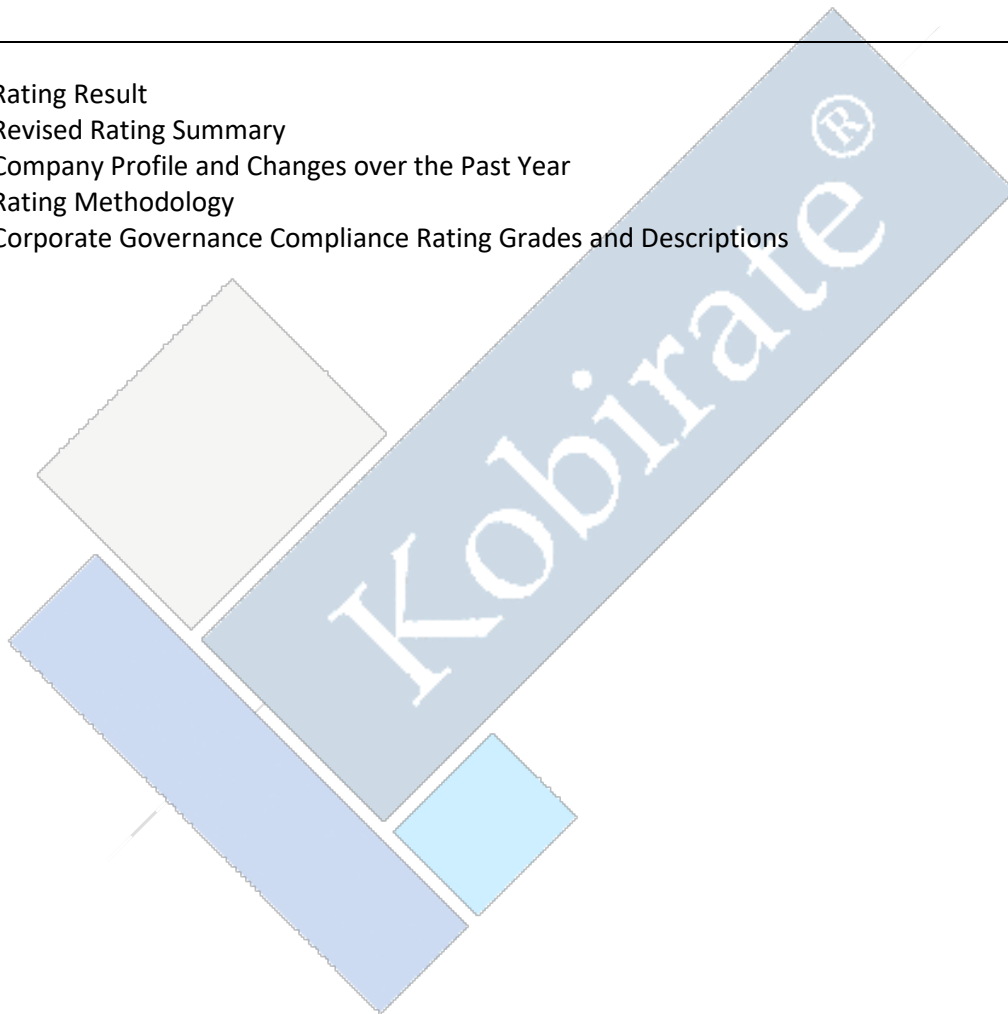 Rating Result
Revised Rating Summary
Company Profile and Changes over the Past Year
Rating Methodology
Corporate Governance Compliance Rating Grades and Descriptions
Kobirate ®